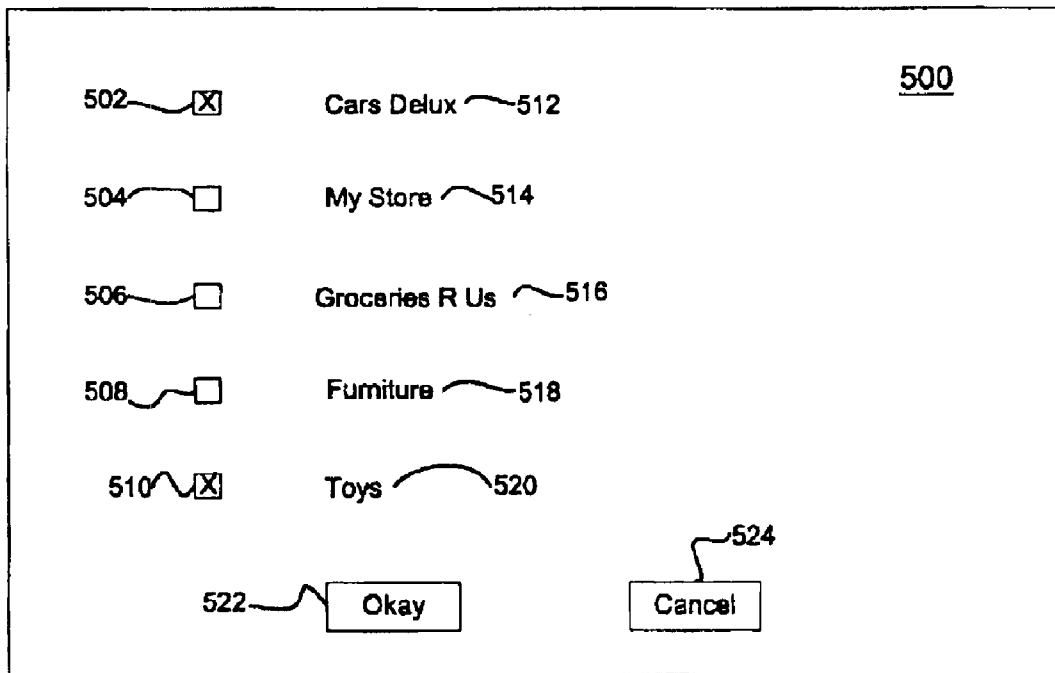 500
502 X Cars Delux 512
504 My Store 514
506 Groceries R Us 516
508 Furniture 518
510 X Toys 520
524
522 Okay Cancel